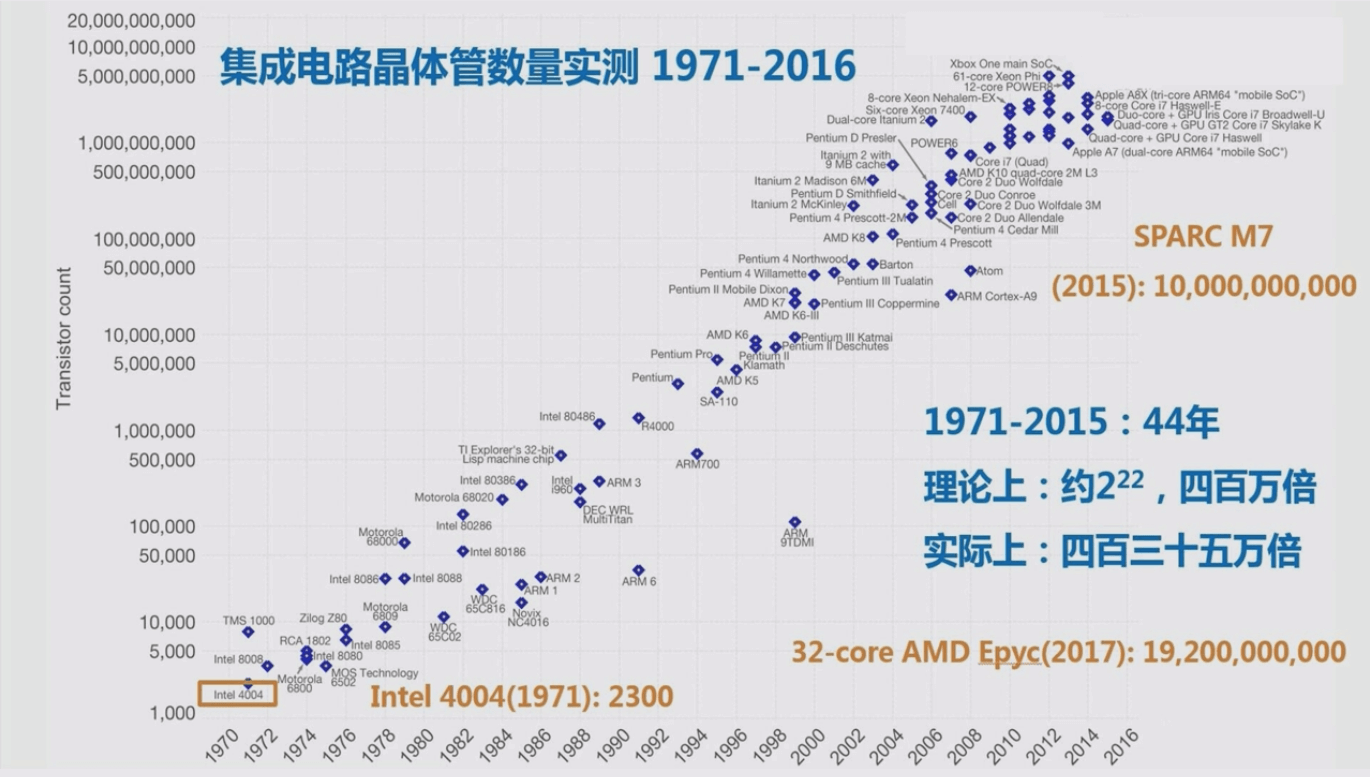 集成电路晶体管数量实测 1971-2016
Transistor count
20,000,000,000
10,000,000,000
5,000,000,000
1,000,000,000
500,000,000
100,000,000
50,000,000
10,000,000
5,000,000
1,000,000
500,000
100,000
50,000
10,000
5,000
1,000
Xbox One main SoC
61-core Xeon Phi
12-core POWER8
Apple A8X (tri-core ARM64 "mobile SoC")
8-core Xeon Nehalem-EX
8-core Core i7 Haswell-E
Six-core Xeon 7400
Duo-core + GPU Iris Core i7 Broadwell-U
Dual-core Itanium 2
Quad-core + GPU GT2 Core i7 Skylake K
Pentium D Presler
POWER6
Quad-core + GPU Core i7 Haswell
Itanium 2 with
9 MB cache
Apple A7 (dual-core ARM64 "mobile SoC")
Core i7 (Quad)
AMD K10 quad-core 2M L3
Itanium 2 Madison 6M
Core 2 Duo Wolfdale
Pentium D Smithfield
Core 2 Duo Conroe
Itanium 2 McKinley
Cell
Core 2 Duo Wolfdale 3M
Pentium 4 Prescott-2M
Core 2 Duo Allendale
Pentium 4 Cedar Mill
AMD K8
Pentium 4 Prescott
SPARC M7
(2015): 10,000,000,000
Pentium 4 Northwood
Barton
Atom
Pentium 4 Willamette
Pentium III Tualatin
Pentium II Mobile Dixon
ARM Cortex-A9
AMD K7
Pentium III Coppermine
AMD K6-III
AMD K6
Pentium III Katmai
Pentium II Deschutes
Pentium Pro
Pentium II
Klamath
Pentium
AMD K5
SA-110
Intel 80486
R4000
TI Explorer's 32-bit
Lisp machine chip
ARM700
Intel 80386
Intel
i960
ARM 3
Motorola 68020
DEC WRL
MultiTitan
Intel 80286
ARM
9TDMI
Motorola
68000
Intel 80186
Intel 8086
Intel 8088
ARM 2
ARM 6
ARM 1
WDC
65C816
Novix
NC4016
Motorola
6809
WDC
65C02
TMS 1000
Zilog Z80
RCA 1802
Intel 8085
Intel 8008
Intel 8080
MOS Technology
6502
Motorola
6800
Intel 4004
1971-2015：44年
理论上：约2²²，四百万倍
实际上：四百三十五万倍
32-core AMD Epyc(2017): 19,200,000,000
Intel 4004(1971): 2300
1970
1972
1974
1976
1978
1980
1982
1984
1986
1988
1990
1992
1994
1996
1998
2000
2002
2004
2006
2008
2010
2012
2014
2016